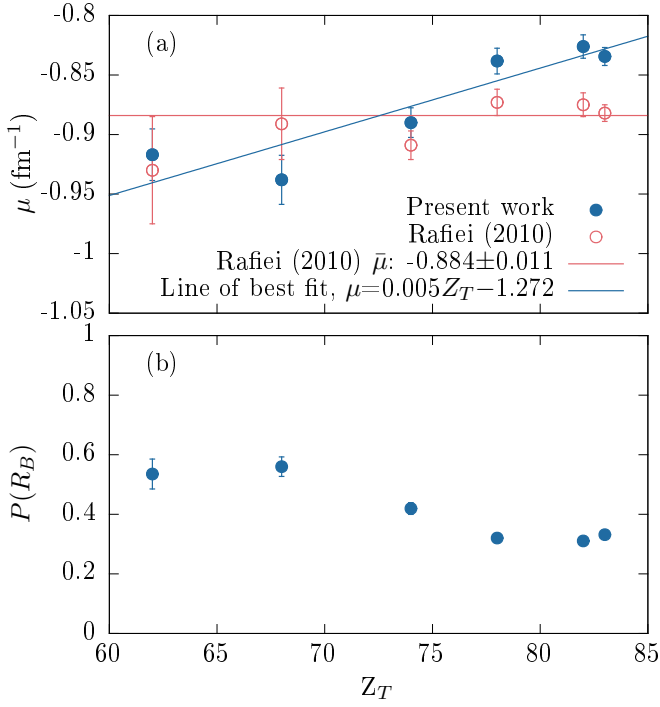 -0.8
(a)
-0.85
-0.9
μ (fm⁻¹)
-0.95
Present work
Rafiei (2010)
-1
Rafiei (2010) μ̄: -0.884±0.011
Line of best fit, μ=0.005Z_T−1.272
-1.05
1
(b)
0.8
0.6
P(R_B)
0.4
0.2
0
60 65 70 75 80 85
Z_T